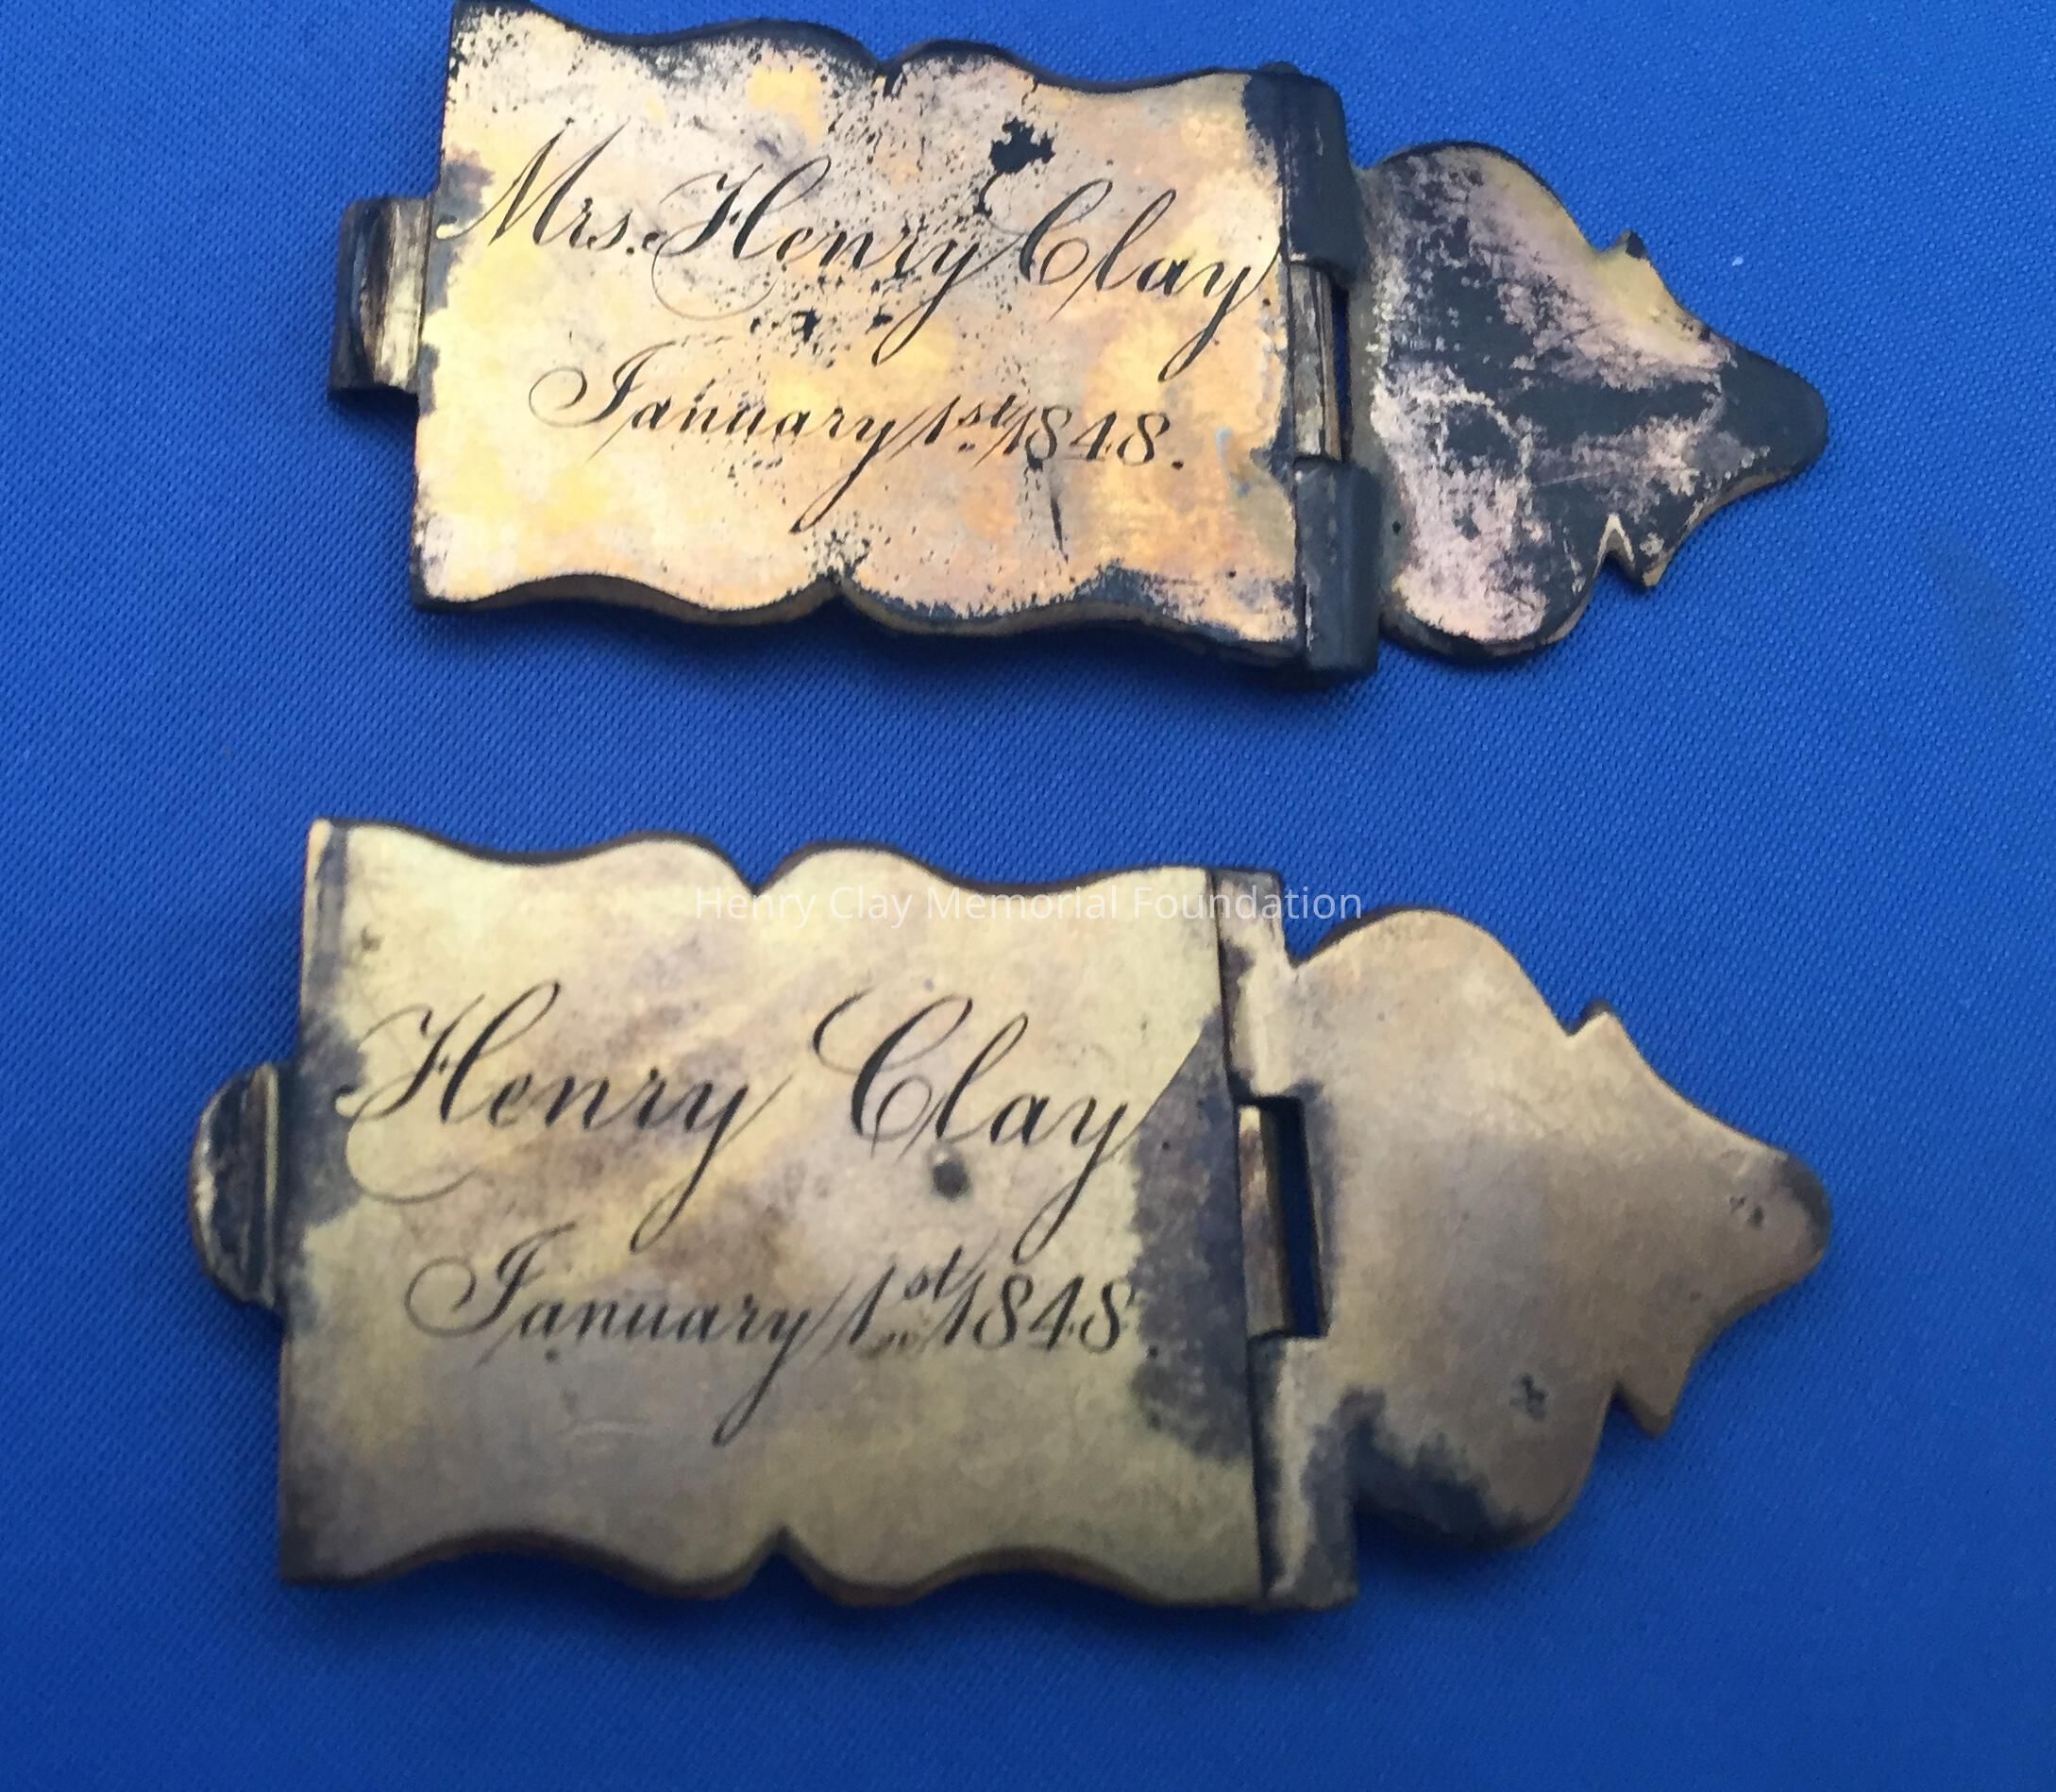 Mrs. Henry Clay.
January 1st 1848.
Henry Clay Memorial Foundation
Henry Clay
January 1st 1848.